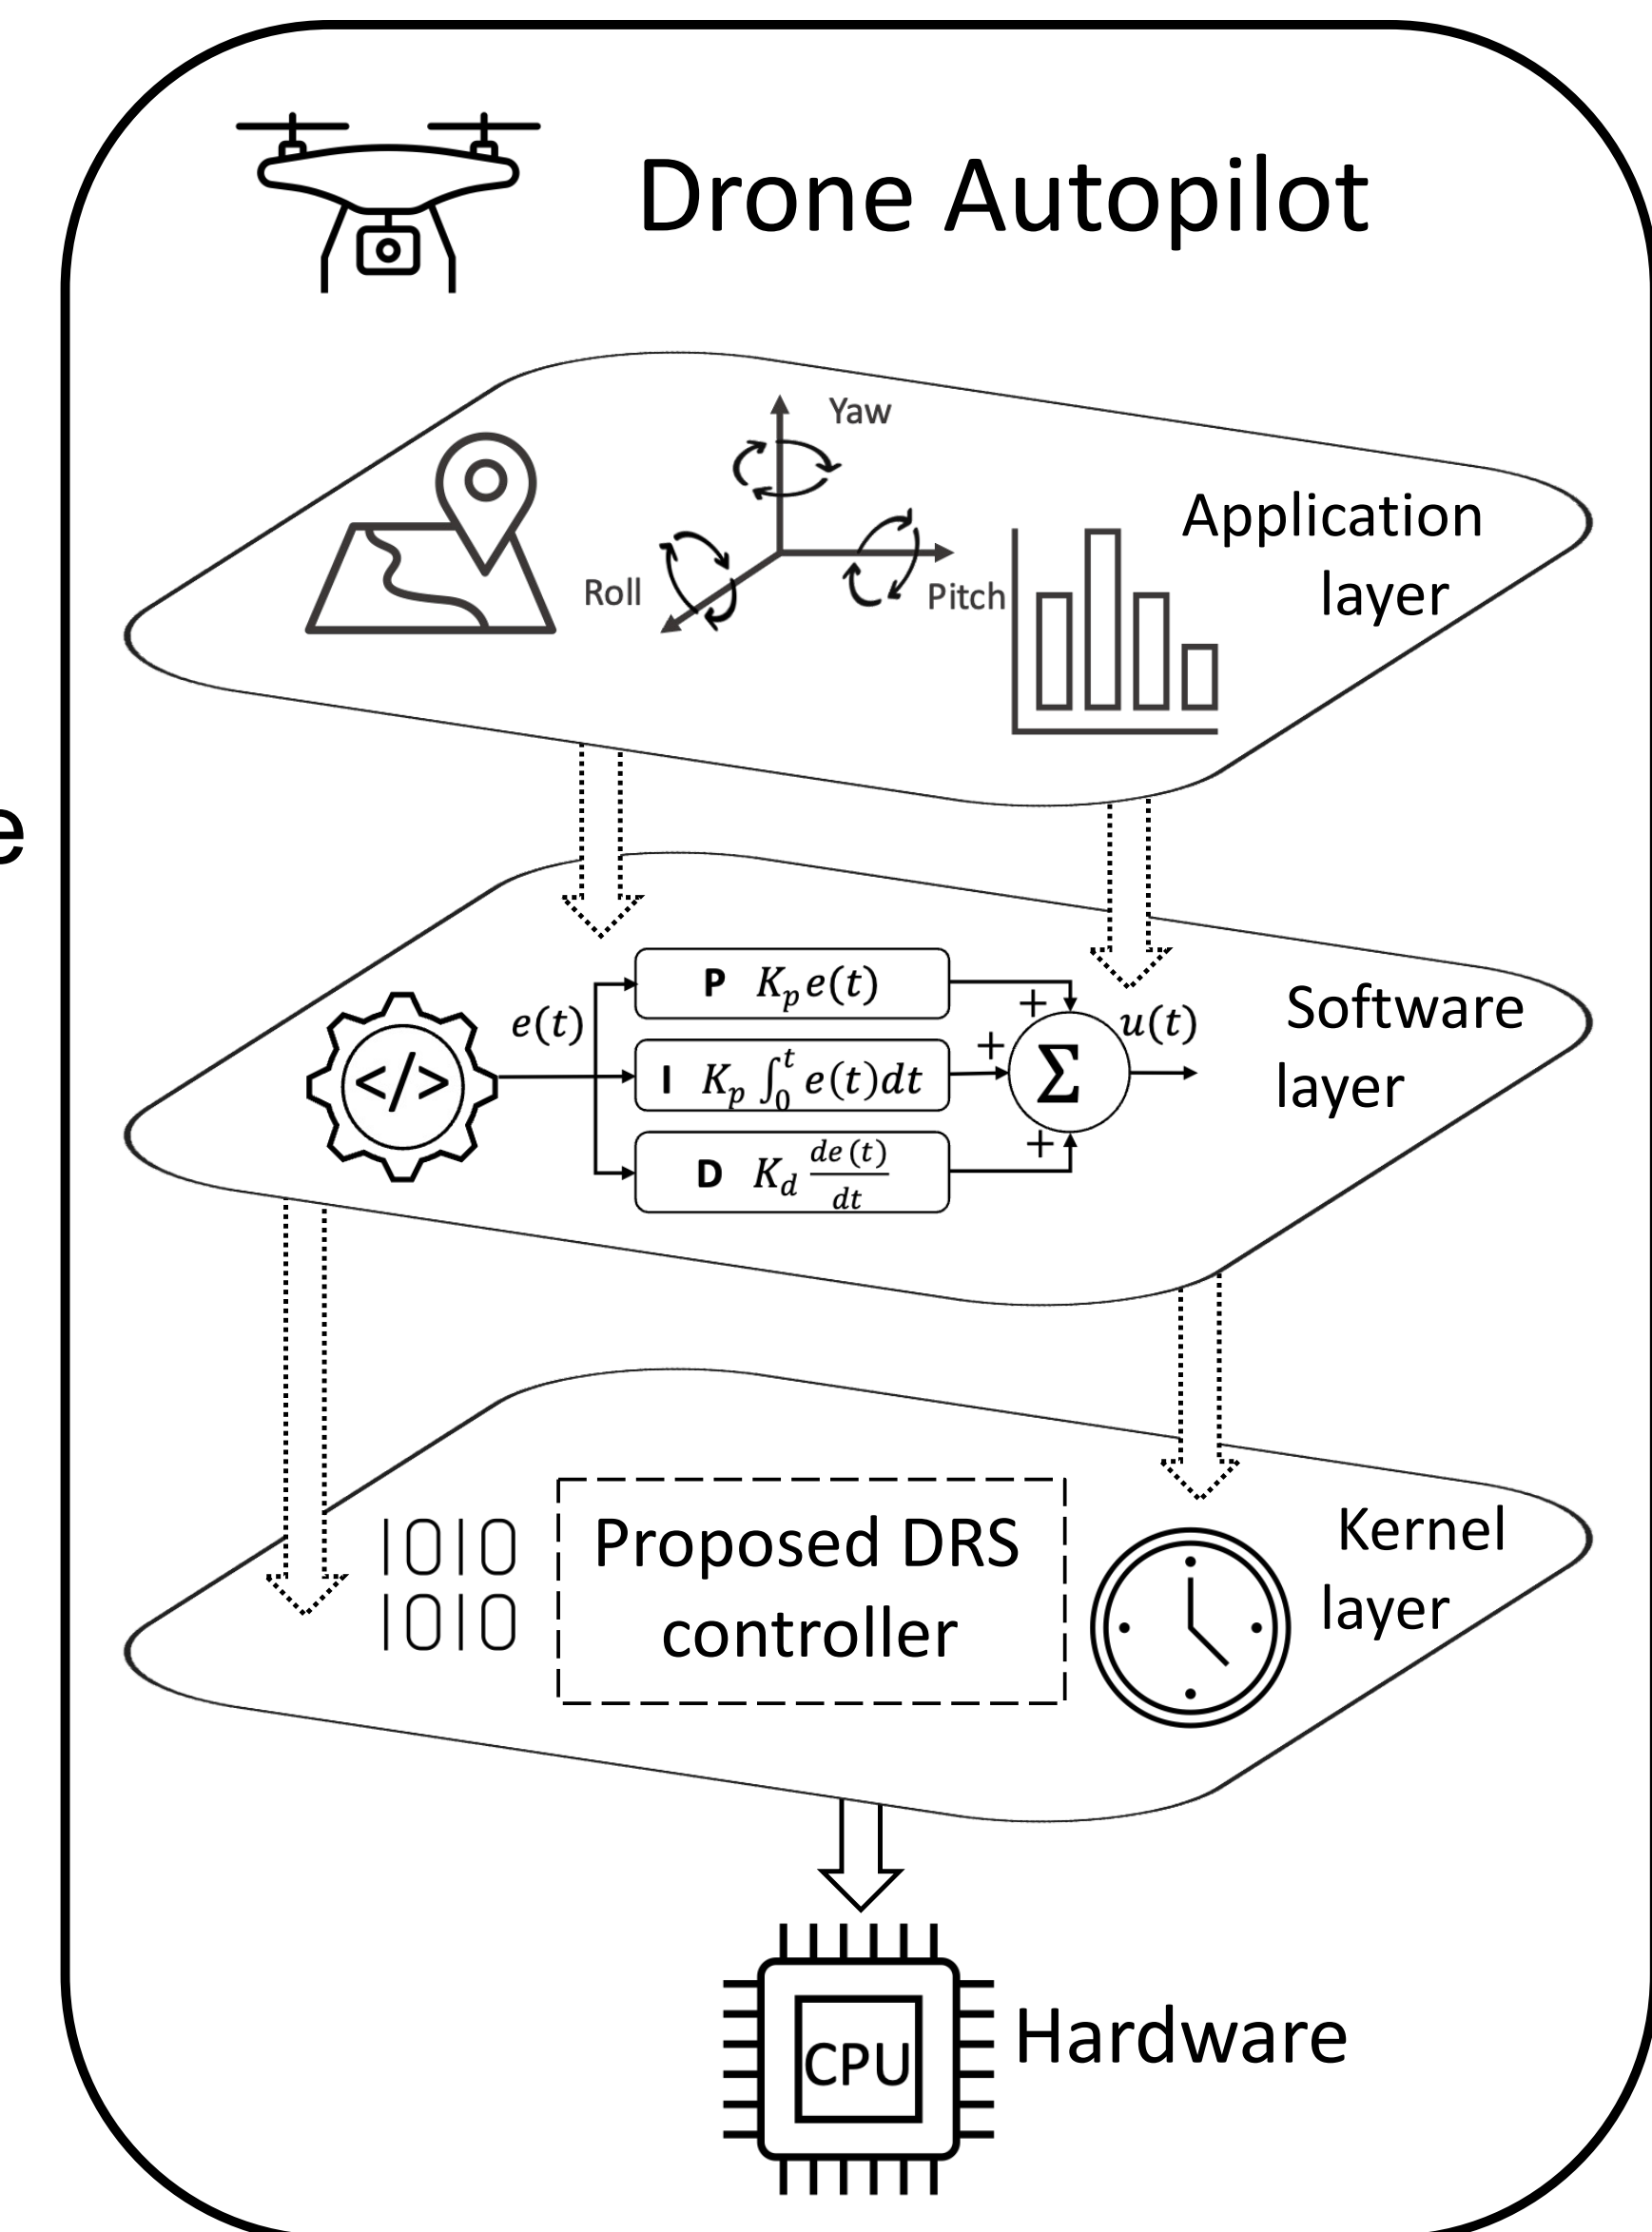 Drone Autopilot
Yaw
Roll
Pitch
Application
layer
e
e(t)
P K_p e(t)
I K_p ∫_0^t e(t)dt
D K_d de(t)/dt
+
+
+
Σ
u(t)
Software
layer
1010
1010
Proposed DRS
controller
Kernel
layer
CPU
Hardware